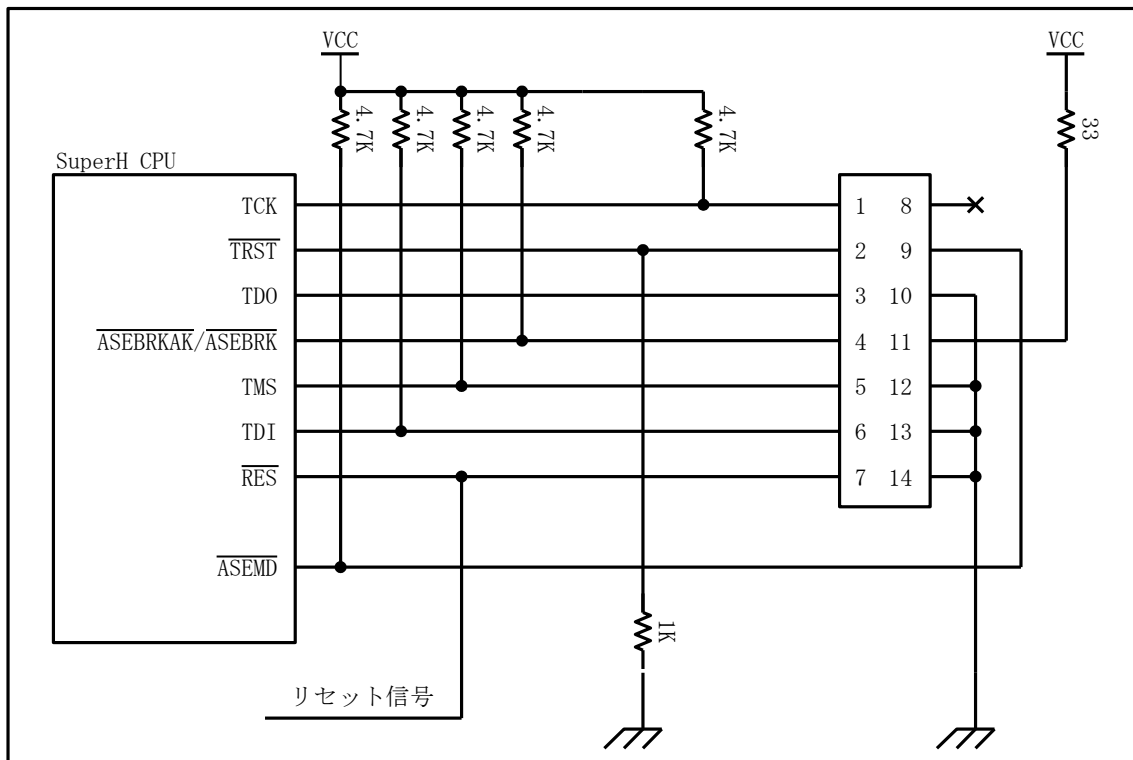 VCC
VCC
4.7K
4.7K
4.7K
4.7K
4.7K
33
SuperH CPU
TCK
1
8
TRST
2
9
TDO
3
10
ASEBRKAK/ASEBRK
4
11
TMS
5
12
TDI
6
13
RES
7
14
ASEMD
1K
リセット信号